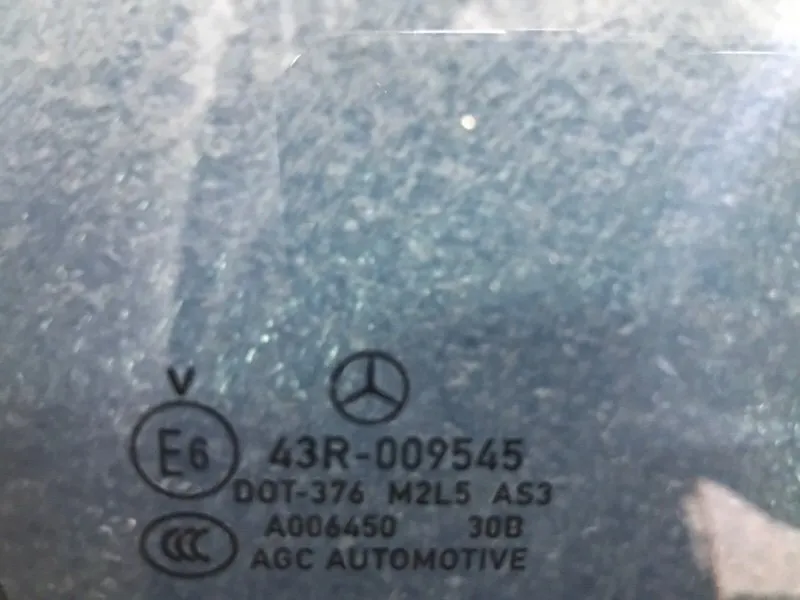 V
E6 43R-009545
DOT-376 M2L5 AS3
A006450 30B
CCC AGC AUTOMOTIVE